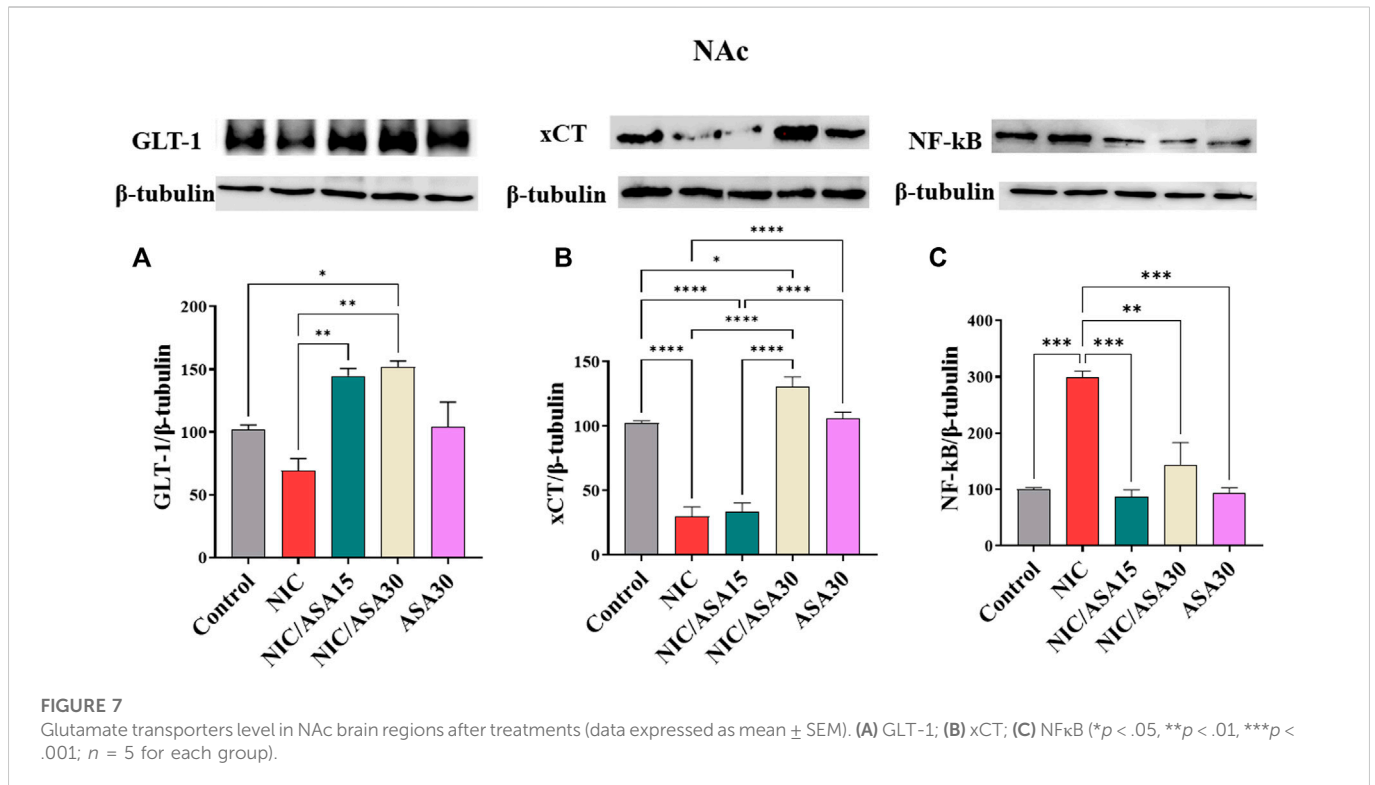 NAc
GLT-1
β-tubulin
xCT
β-tubulin
NF-kB
β-tubulin
A
*
**
**
GLT-1/β-tubulin
200
150
100
50
0
Control
NIC
NIC/ASA15
NIC/ASA30
ASA30
B
****
*
****
****
****
****
****
xCT/β-tubulin
150
100
50
0
Control
NIC
NIC/ASA15
NIC/ASA30
ASA30
C
***
**
***
***
NF-kB/β-tubulin
400
300
200
100
0
Control
NIC
NIC/ASA15
NIC/ASA30
ASA30
FIGURE 7
Glutamate transporters level in NAc brain regions after treatments (data expressed as mean ± SEM). (A) GLT-1; (B) xCT; (C) NFκB (*p < .05, **p < .01, ***p <
.001; n = 5 for each group).